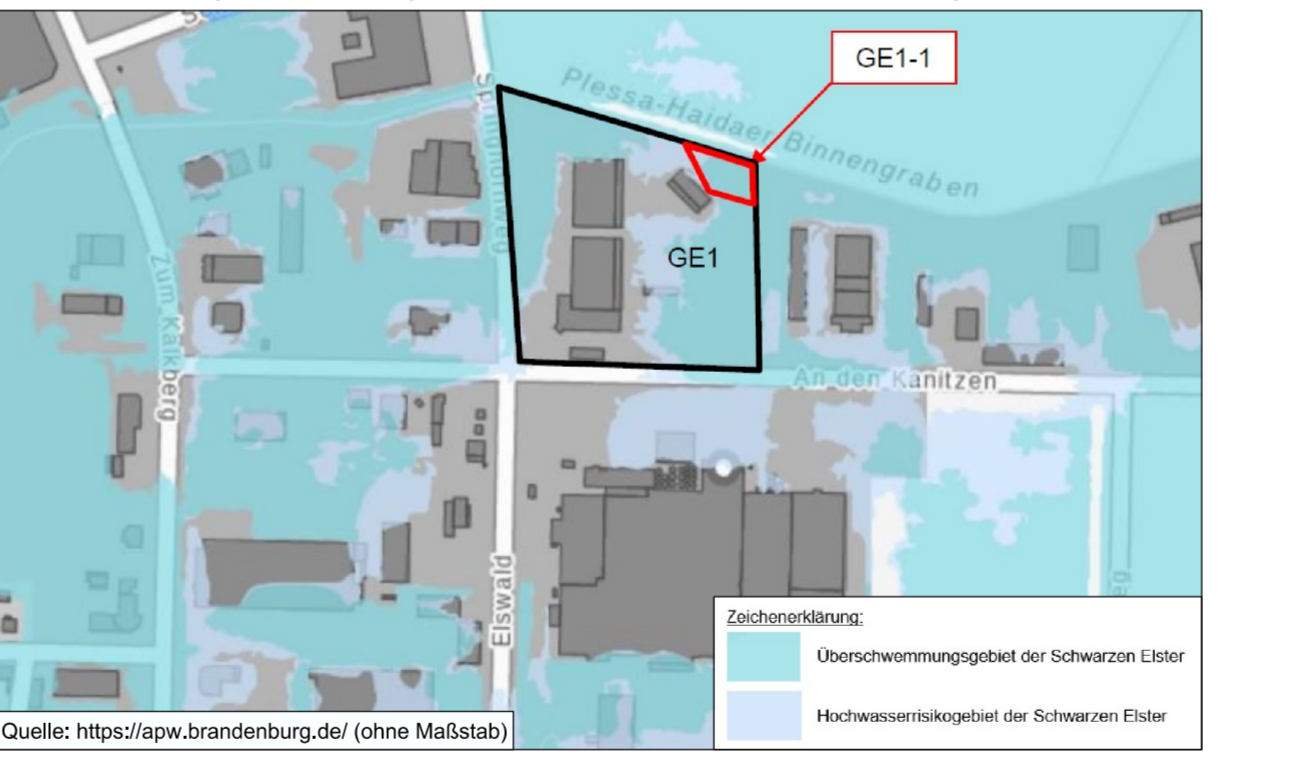 GE1-1
Plessa-Haidaer Binnengraben
Springhornweg
GE1
Zum Kalkberg
An den Kanitzen
Elswald
Zeichenerklärung:
Überschwemmungsgebiet der Schwarzen Elster
Hochwasserrisikogebiet der Schwarzen Elster
Quelle: https://apw.brandenburg.de/ (ohne Maßstab)